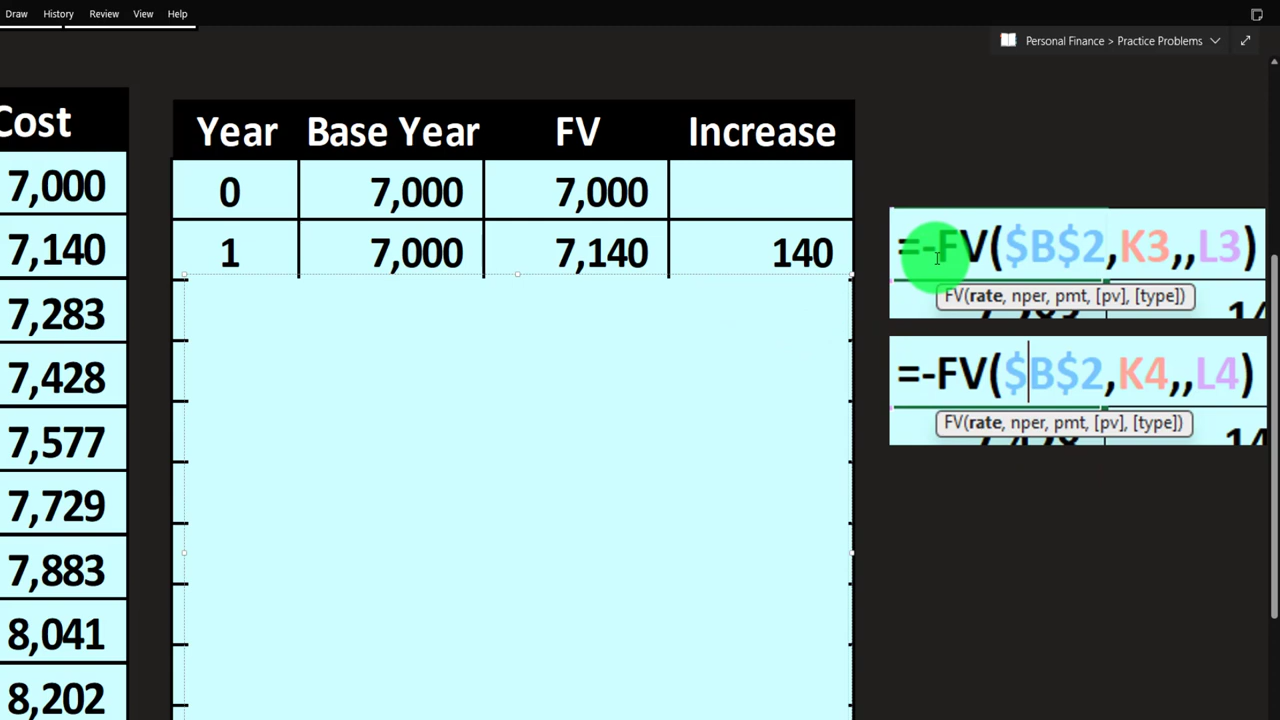 Draw History Review View Help
Personal Finance > Practice Problems
Cost
7,000
7,140
7,283
7,428
7,577
7,729
7,883
8,041
8,202
Year Base Year FV Increase
0 7,000 7,000
1 7,000 7,140 140
=-FV($B$2,K3,,L3)
FV(rate, nper, pmt, [pv], [type])
=-FV($B$2,K4,,L4)
FV(rate, nper, pmt, [pv], [type])